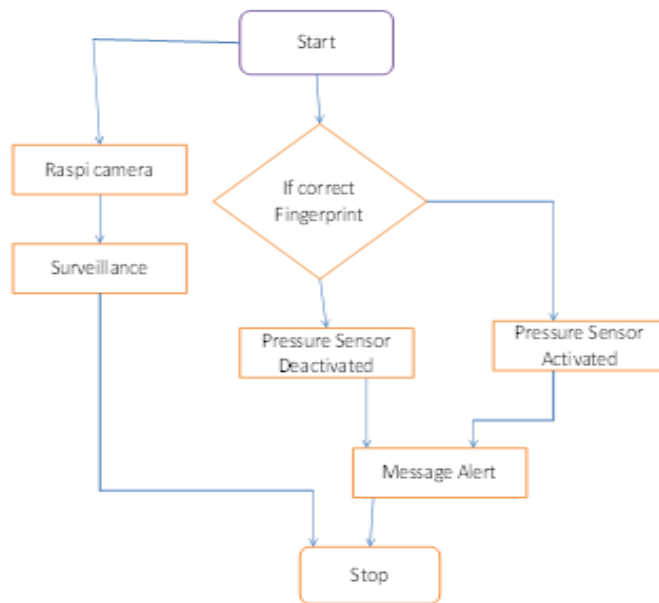 Start
Raspi camera
If correct
Fingerprint
Surveillance
Pressure Sensor
Deactivated
Pressure Sensor
Activated
Message Alert
Stop